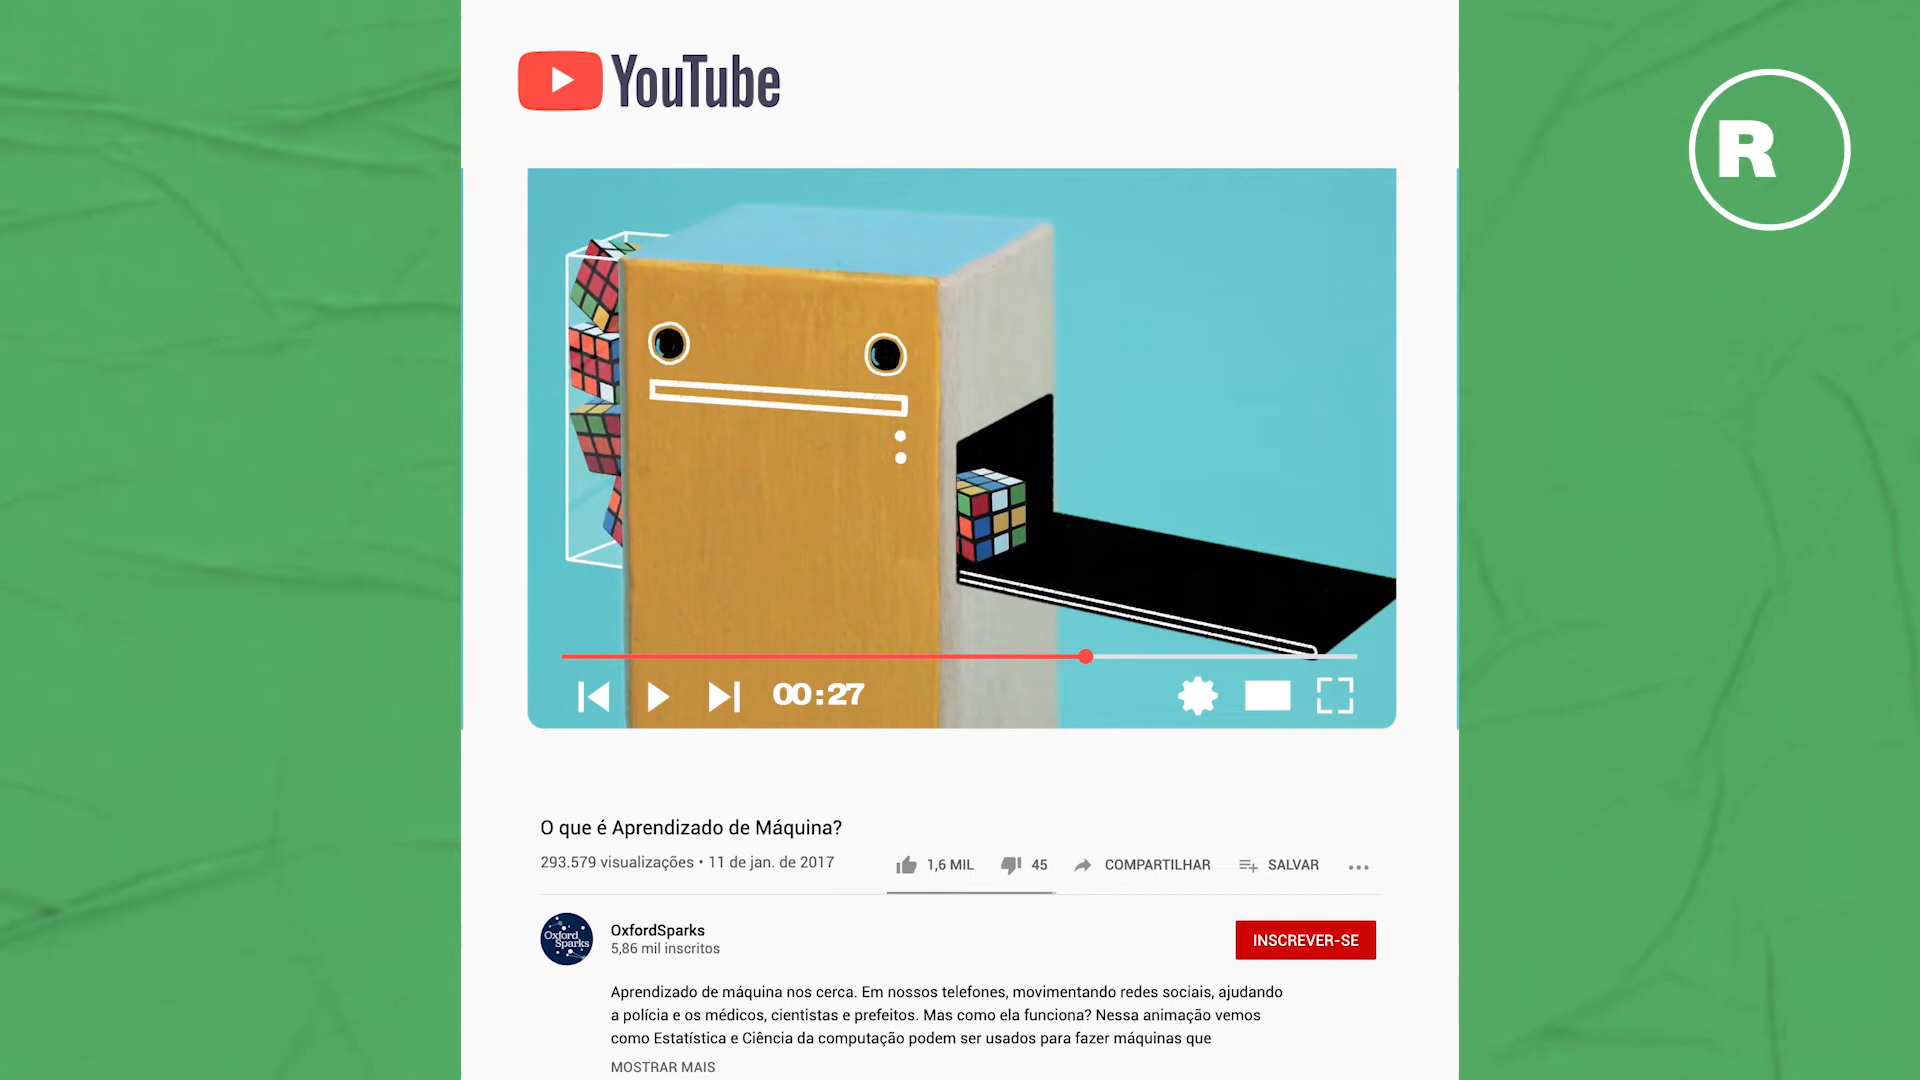 YouTube
R
00:27
O que é Aprendizado de Máquina?
293.579 visualizações • 11 de jan. de 2017
1,6 MIL
45
COMPARTILHAR
SALVAR
Oxford
Sparks
OxfordSparks
5,86 mil inscritos
INSCREVER-SE
Aprendizado de máquina nos cerca. Em nossos telefones, movimentando redes sociais, ajudando
a polícia e os médicos, cientistas e prefeitos. Mas como ela funciona? Nessa animação vemos
como Estatística e Ciência da computação podem ser usados para fazer máquinas que
MOSTRAR MAIS